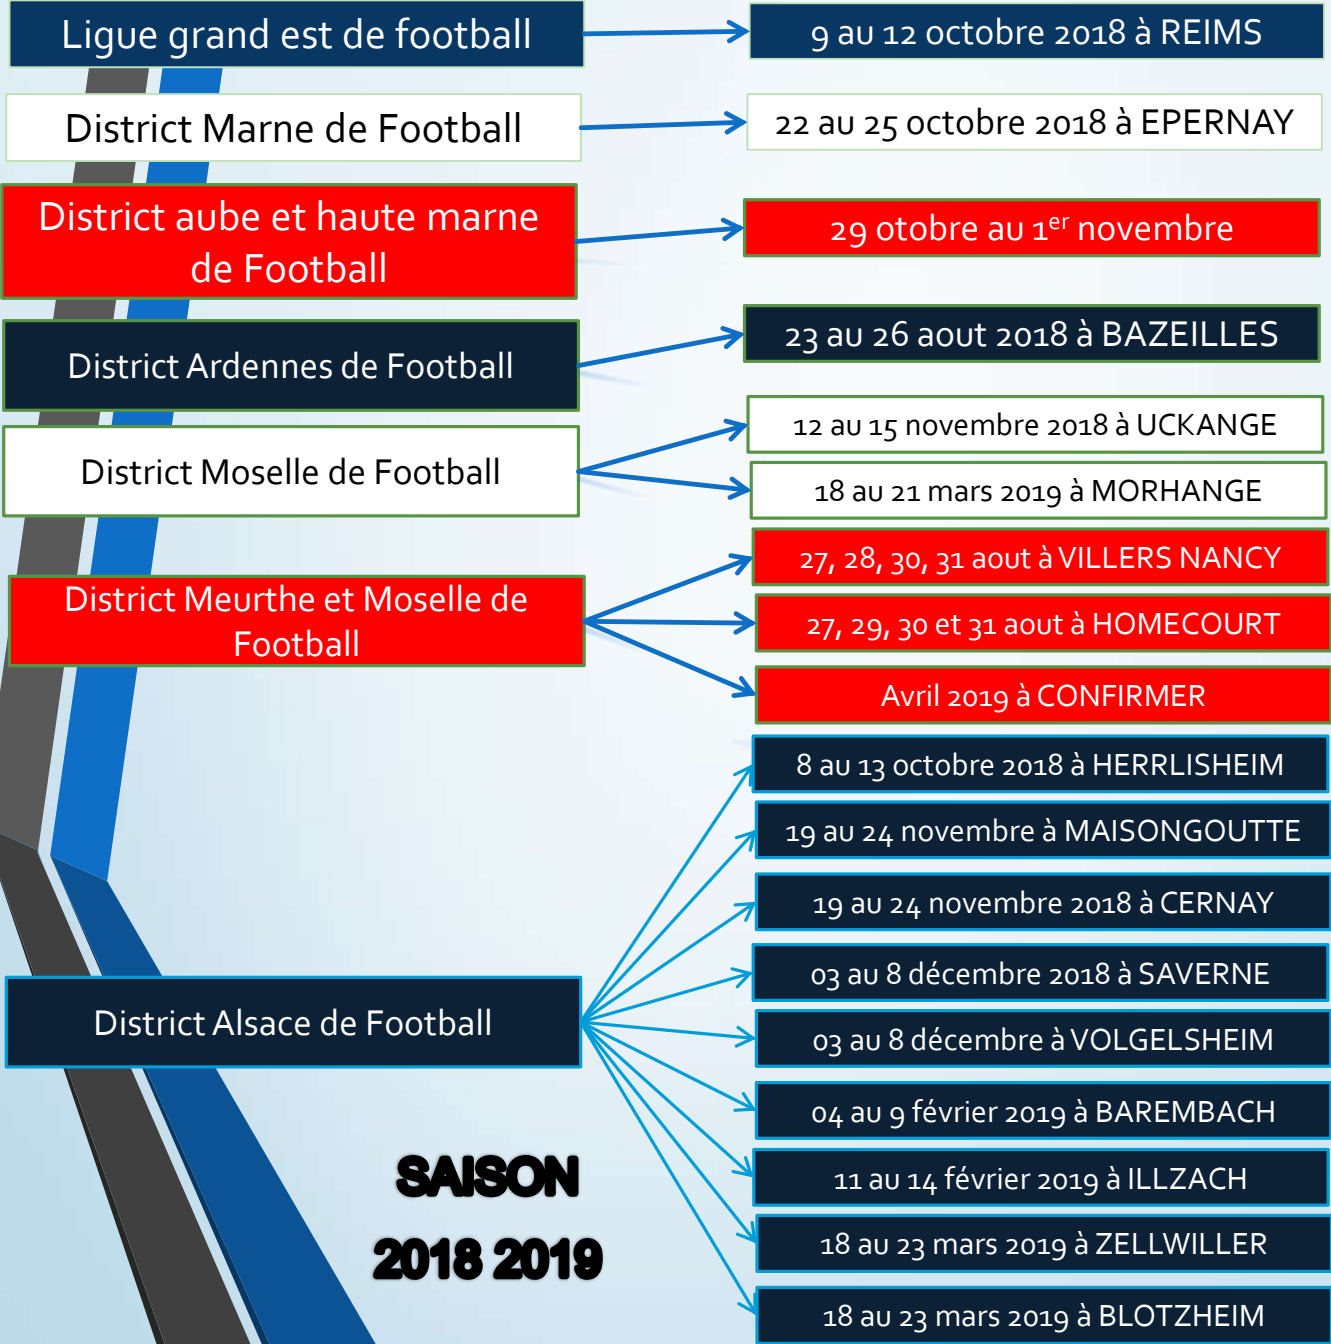 Ligue grand est de football
9 au 12 octobre 2018 à REIMS
District Marne de Football
22 au 25 octobre 2018 à EPERNAY
District aube et haute marne
de Football
29 otobre au 1er novembre
District Ardennes de Football
23 au 26 aout 2018 à BAZEILLES
District Moselle de Football
12 au 15 novembre 2018 à UCKANGE
18 au 21 mars 2019 à MORHANGE
District Meurthe et Moselle de
Football
27, 28, 30, 31 aout à VILLERS NANCY
27, 29, 30 et 31 aout à HOMECOURT
Avril 2019 à CONFIRMER
District Alsace de Football
8 au 13 octobre 2018 à HERRLISHEIM
19 au 24 novembre à MAISONGOUTTE
19 au 24 novembre 2018 à CERNAY
03 au 8 décembre 2018 à SAVERNE
03 au 8 décembre à VOLGELSHEIM
04 au 9 février 2019 à BAREMBACH
11 au 14 février 2019 à ILLZACH
18 au 23 mars 2019 à ZELLWILLER
18 au 23 mars 2019 à BLOTZHEIM
SAISON
2018 2019